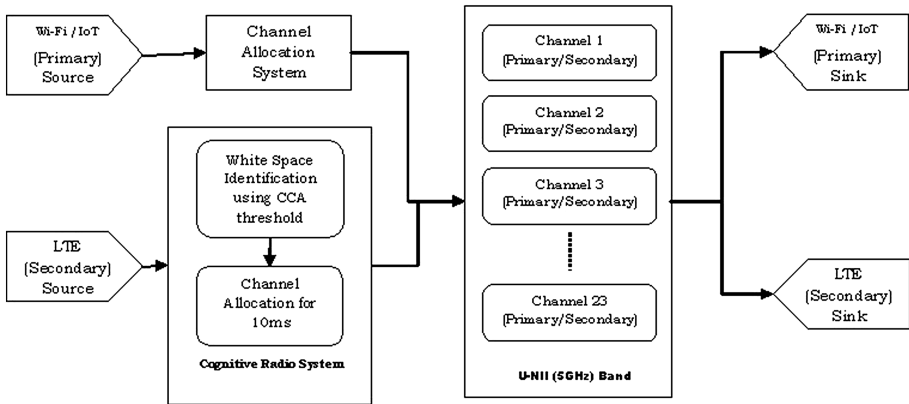 Wi-Fi / IoT
(Primary)
Source
Channel
Allocation
System
White Space
Identification
using CCA
threshold
LTE
(Secondary)
Source
Channel
Allocation for
10ms
Cognitive Radio System
Channel 1
(Primary/Secondary)
Channel 2
(Primary/Secondary)
Channel 3
(Primary/Secondary)
Channel 23
(Primary/Secondary)
U-NII (5GHz) Band
Wi-Fi / IoT
(Primary)
Sink
LTE
(Secondary)
Sink